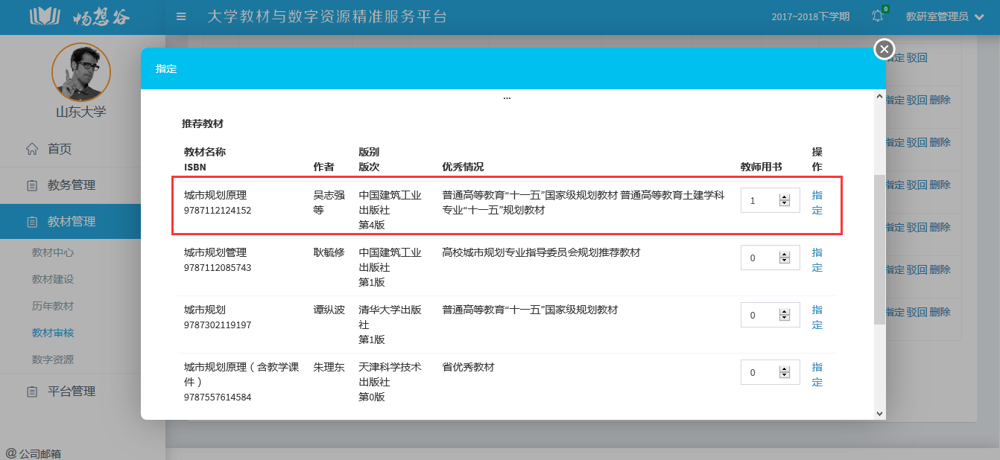 畅想谷
大学教材与数字资源精准服务平台
2017~2018下学期
0
教研室管理员
山东大学
首页
教务管理
教材管理
教材中心
教材建设
历年教材
教材审核
数字资源
平台管理
@ 公司邮箱
指定
...
推荐教材
教材名称
ISBN
作者
版别
版次
优秀情况
教师用书
操
作
城市规划原理
9787112124152
吴志强
等
中国建筑工业
出版社
第4版
普通高等教育“十一五”国家级规划教材 普通高等教育土建学科
专业“十一五”规划教材
1
指
定
城市规划管理
9787112085743
耿毓修
中国建筑工业
出版社
第1版
高校城市规划专业指导委员会规划推荐教材
0
指
定
城市规划
9787302119197
谭纵波
清华大学出版
社
第1版
普通高等教育“十一五”国家级规划教材
0
指
定
城市规划原理（含教学课
件）
9787557614584
朱理东
天津科学技术
出版社
第0版
省优秀教材
0
指
定
指定 驳回
指定 驳回 删除
指定 驳回 删除
指定 驳回 删除
指定 驳回 删除
指定 驳回 删除
指定 驳回 删除